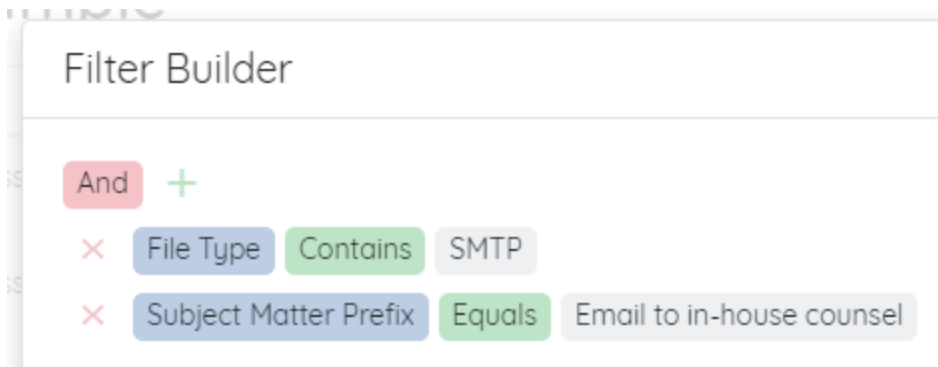 Filter Builder
And +
× File Type Contains SMTP
× Subject Matter Prefix Equals Email to in-house counsel